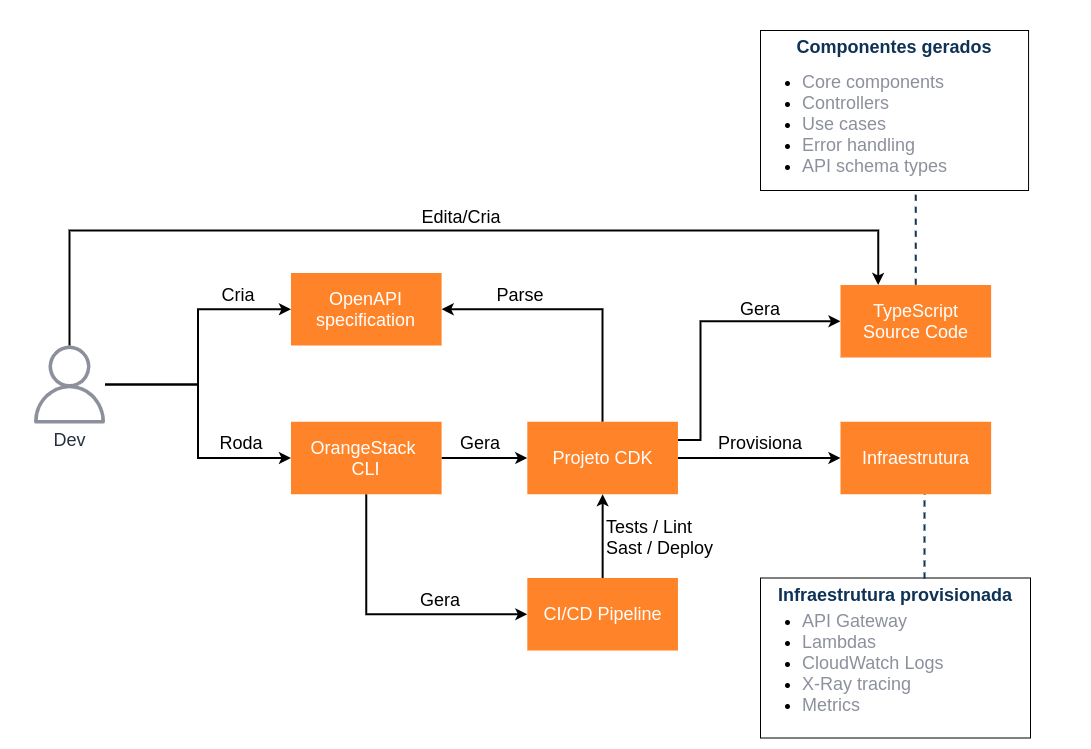 Componentes gerados
Core components
Controllers
Use cases
Error handling
API schema types
Edita/Cria
Cria
OpenAPI
specification
Parse
Gera
TypeScript
Source Code
Dev
Roda
OrangeStack
CLI
Gera
Projeto CDK
Provisiona
Infraestrutura
Tests / Lint
Sast / Deploy
Gera
CI/CD Pipeline
Infraestrutura provisionada
API Gateway
Lambdas
CloudWatch Logs
X-Ray tracing
Metrics